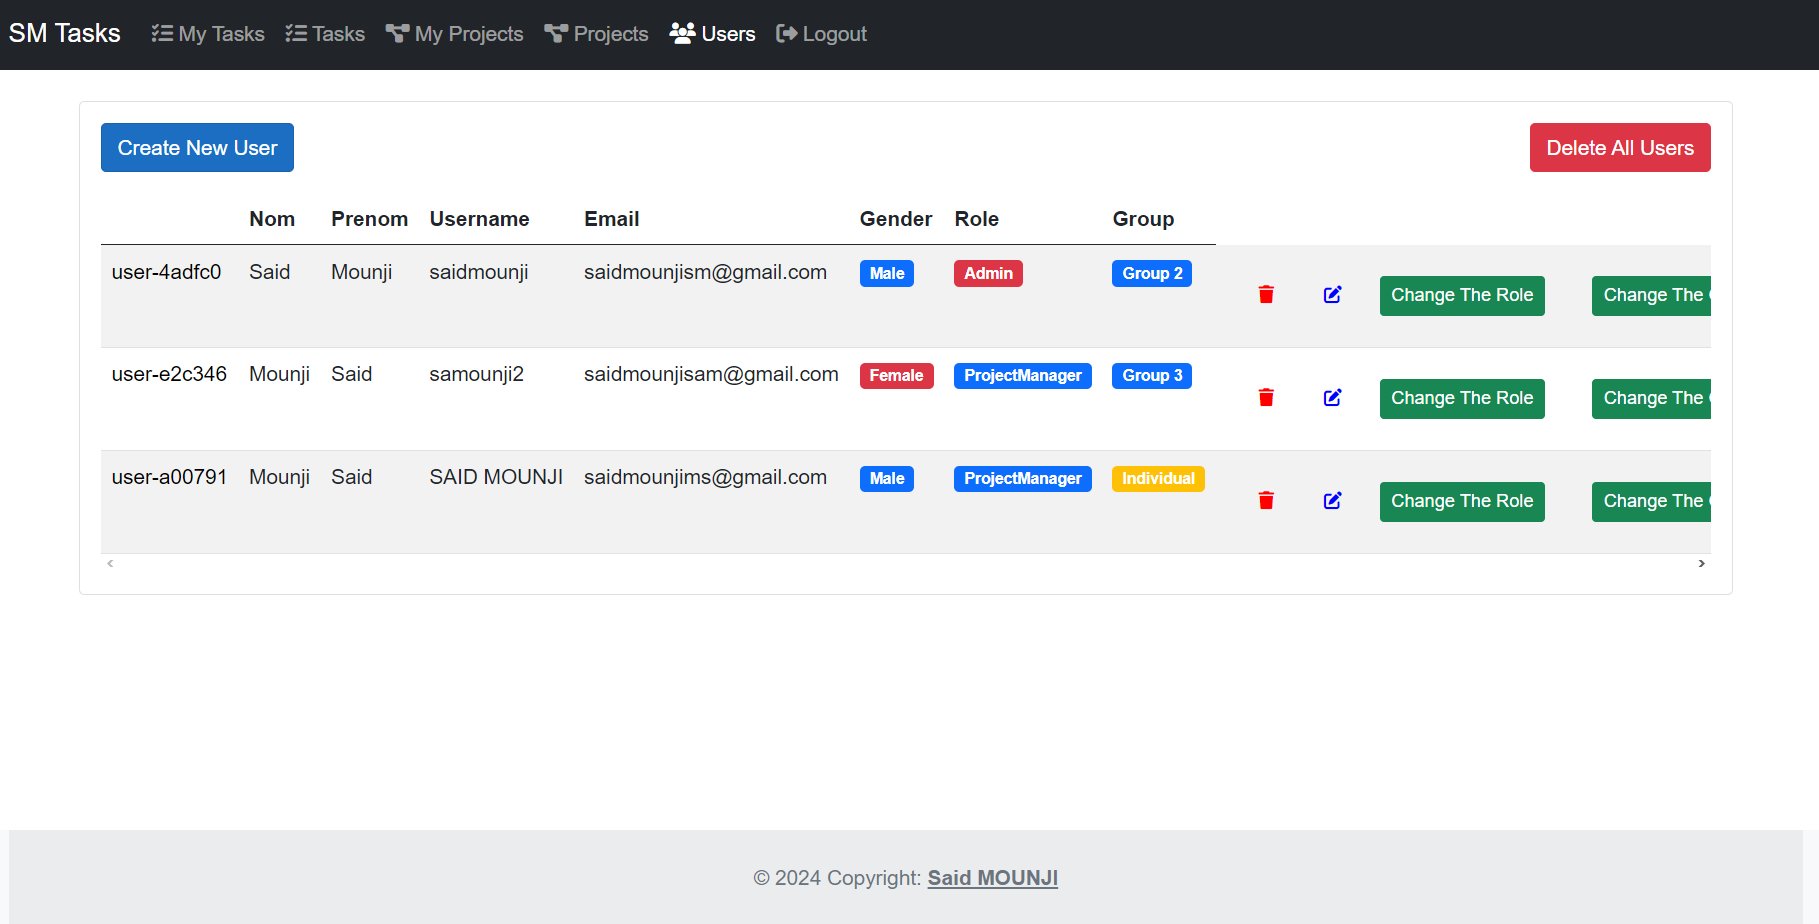 SM Tasks My Tasks Tasks My Projects Projects Users Logout
Create New User Delete All Users
Nom Prenom Username Email Gender Role Group
user-4adfc0 Said Mounji saidmounji saidmounjism@gmail.com Male Admin Group 2 Change The Role Change The
user-e2c346 Mounji Said samounji2 saidmounjisam@gmail.com Female ProjectManager Group 3 Change The Role Change The
user-a00791 Mounji Said SAID MOUNJI saidmounjims@gmail.com Male ProjectManager Individual Change The Role Change The
© 2024 Copyright: Said MOUNJI